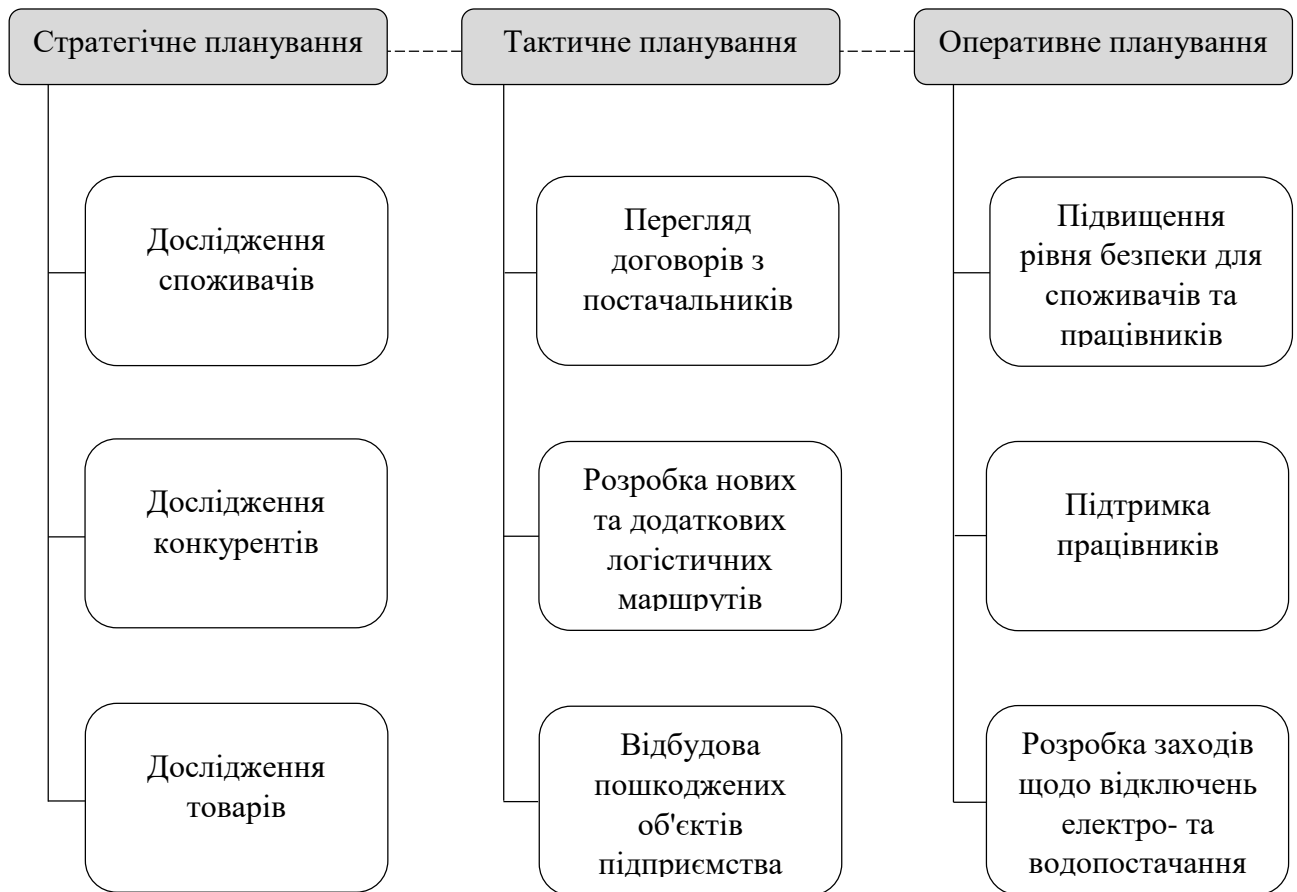 Стратегічне планування
Тактичне планування
Оперативне планування
Дослідження
споживачів
Перегляд
договорів з
постачальників
Підвищення
рівня безпеки для
споживачів та
працівників
Дослідження
конкурентів
Розробка нових
та додаткових
логістичних
маршрутів
Підтримка
працівників
Дослідження
товарів
Відбудова
пошкоджених
об'єктів
підприємства
Розробка заходів
щодо відключень
електро- та
водопостачання